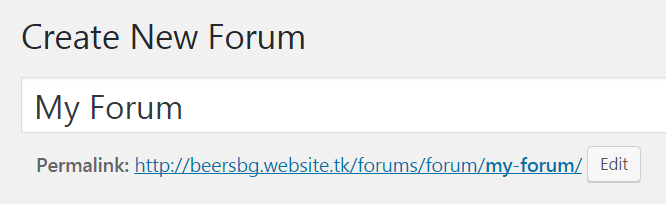 Create New Forum
My Forum
Permalink: http://beersbg.website.tk/forums/forum/my-forum/ Edit